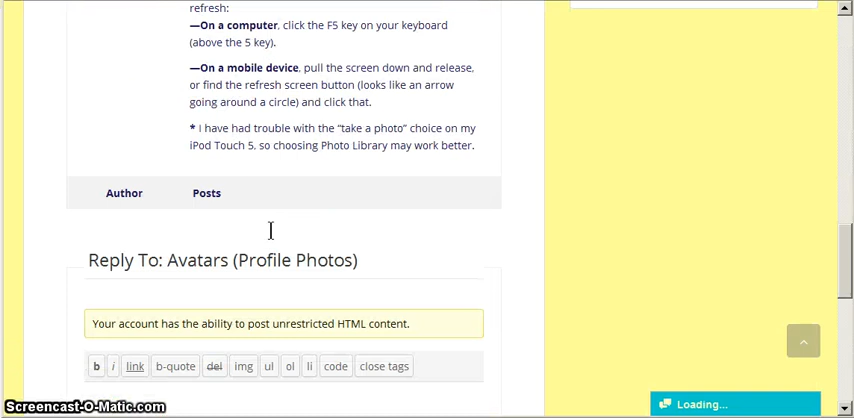 refresh:
—On a computer, click the F5 key on your keyboard
(above the 5 key).
—On a mobile device, pull the screen down and release,
or find the refresh screen button (looks like an arrow
going around a circle) and click that.
* I have had trouble with the “take a photo” choice on my
iPod Touch 5, so choosing Photo Library may work better.
Author Posts
Reply To: Avatars (Profile Photos)
Your account has the ability to post unrestricted HTML content.
b i link b-quote del img ul ol li code close tags
Loading...
Screencast-O-Matic.com